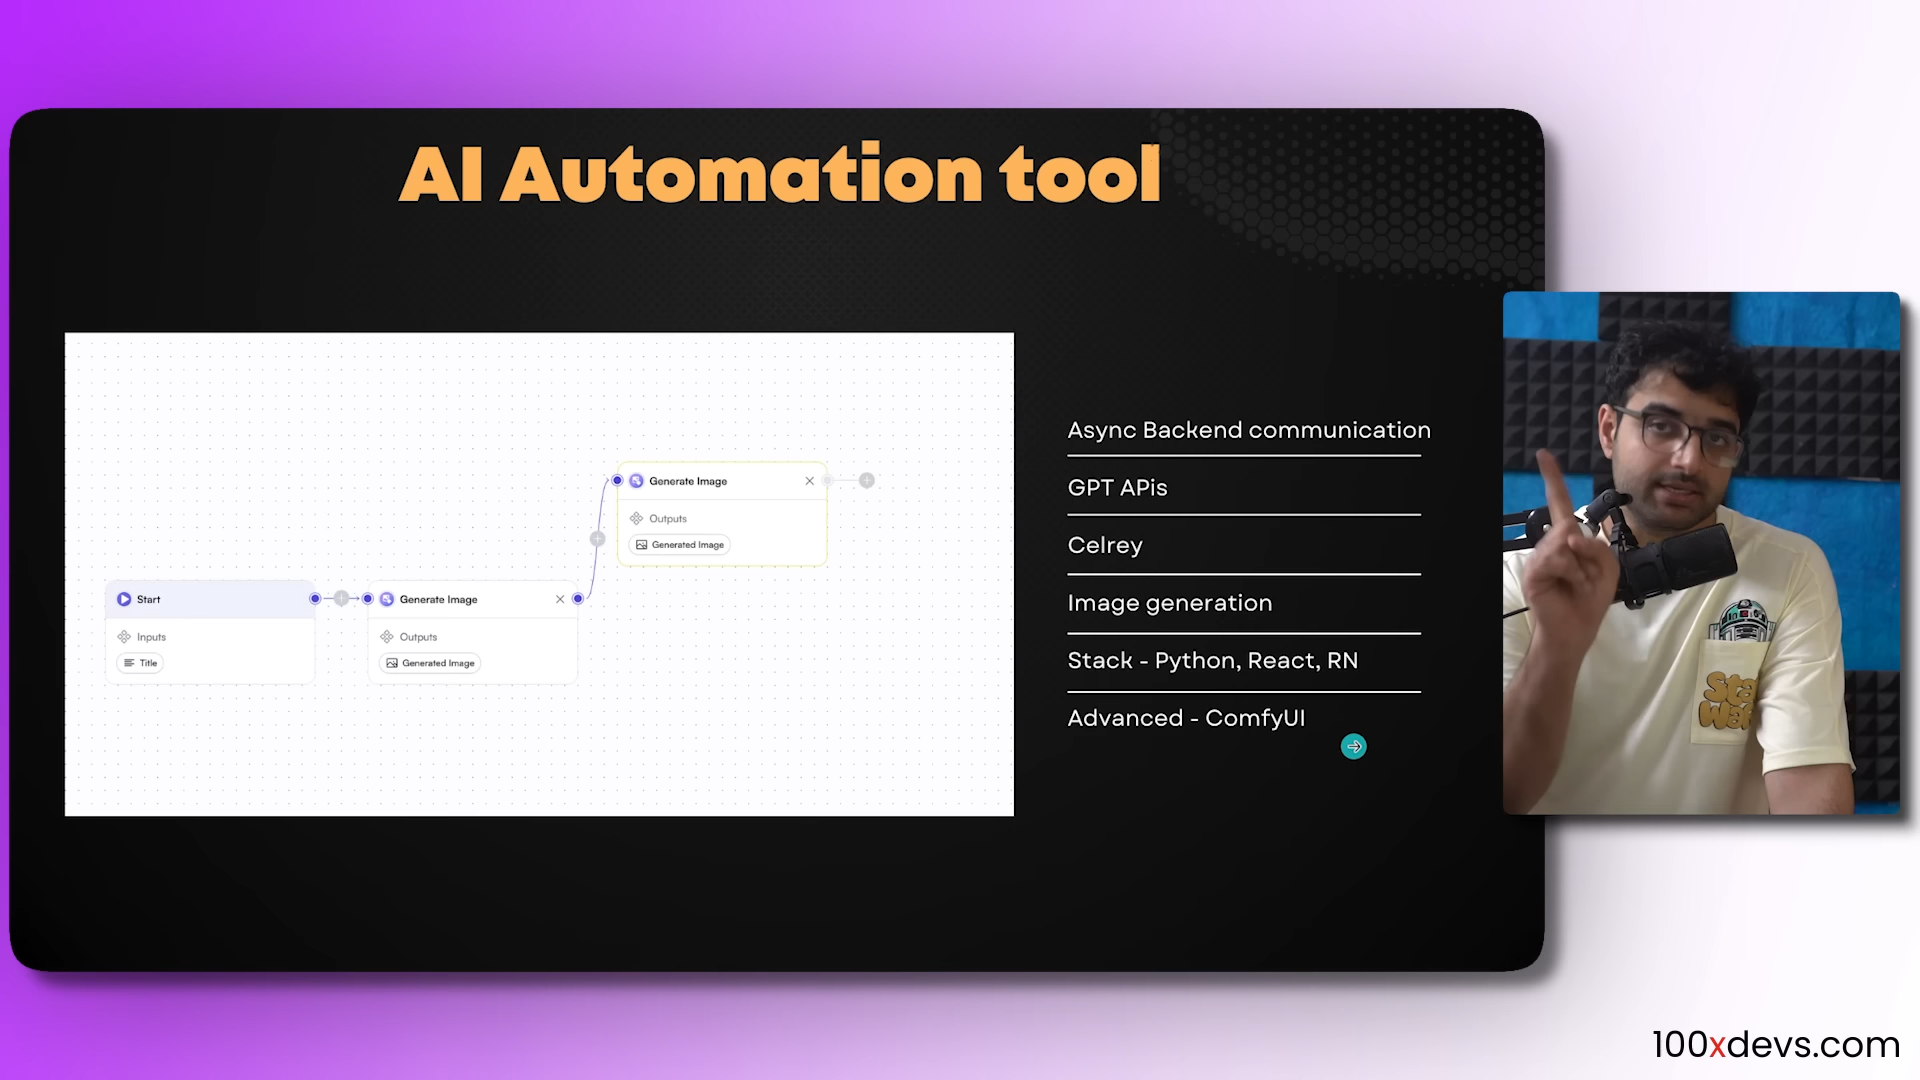 AI Automation tool
Generate Image
Outputs
Generated Image
Start
Inputs
Title
Generate Image
Outputs
Generated Image
Async Backend communication
GPT APis
Celrey
Image generation
Stack - Python, React, RN
Advanced - ComfyUI
100xdevs.com